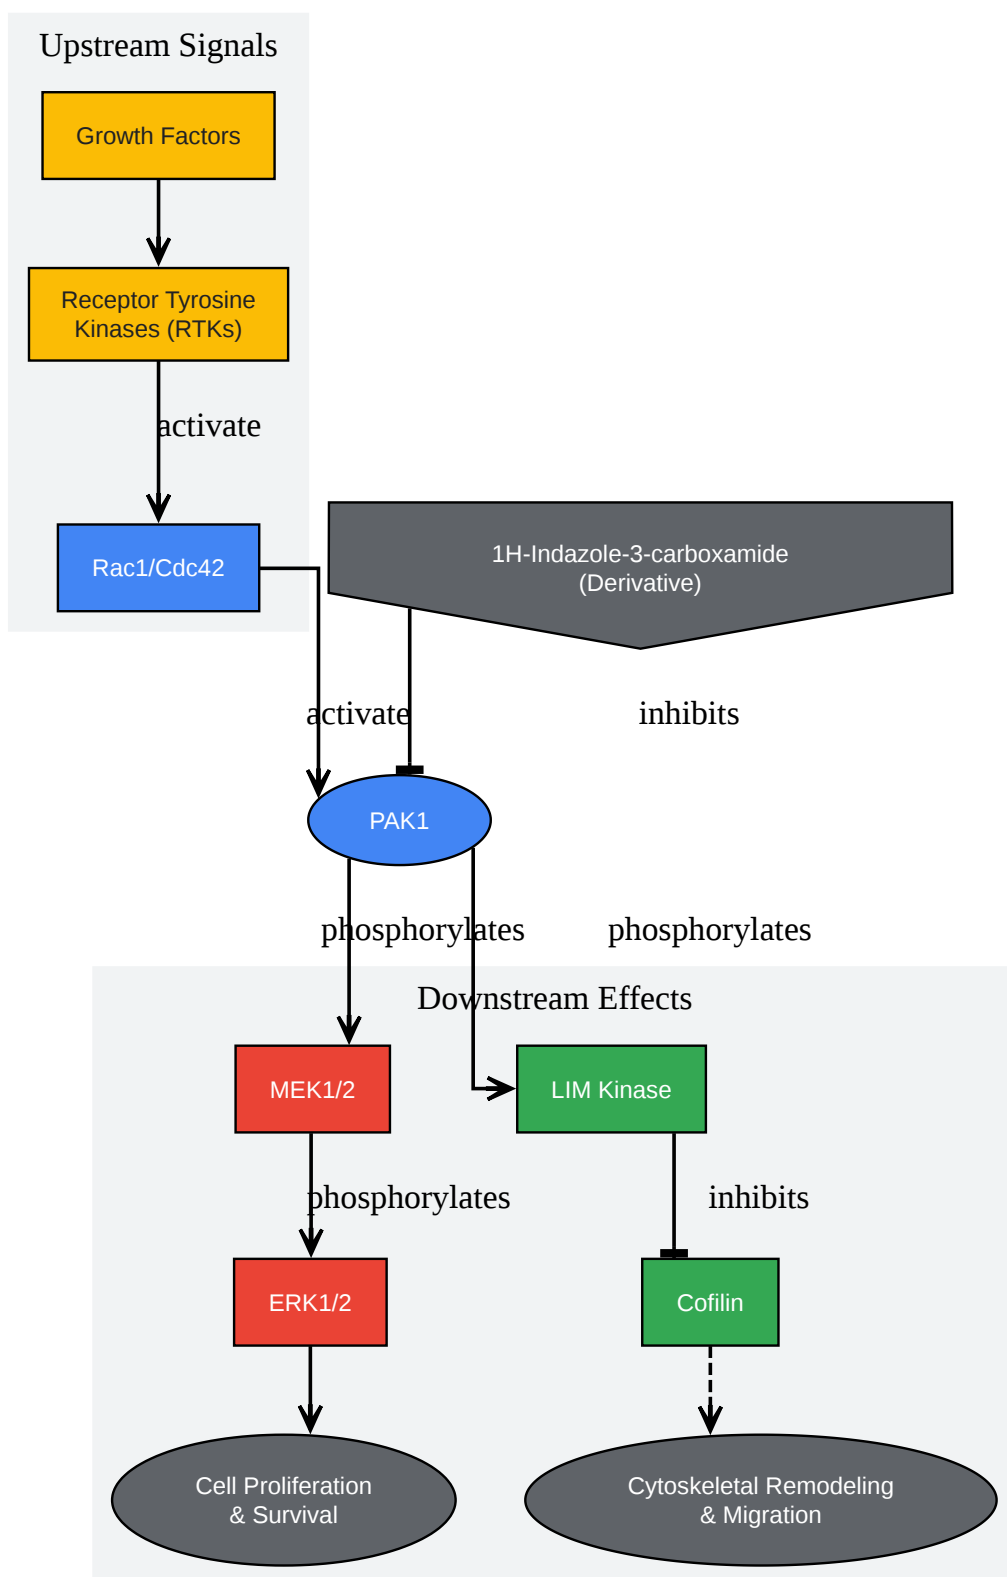 Upstream Signals
Growth Factors
Receptor Tyrosine
Kinases (RTKs)
activate
Rac1/Cdc42
1H-Indazole-3-carboxamide
(Derivative)
activate
inhibits
PAK1
phosphorylates
phosphorylates
Downstream Effects
MEK1/2
LIM Kinase
phosphorylates
inhibits
ERK1/2
Cofilin
Cell Proliferation
& Survival
Cytoskeletal Remodeling
& Migration